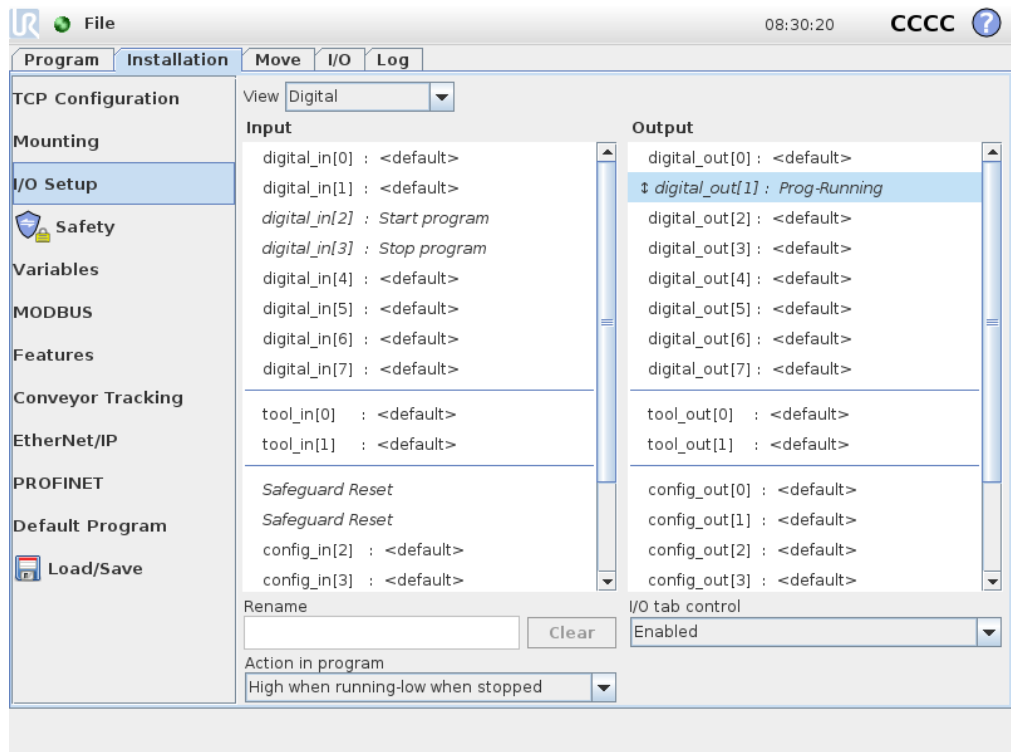 UR File 08:30:20 CCCC ?
Program Installation Move I/O Log
TCP Configuration
Mounting
I/O Setup
Safety
Variables
MODBUS
Features
Conveyor Tracking
EtherNet/IP
PROFINET
Default Program
Load/Save
View Digital
Input
digital_in[0] : <default>
digital_in[1] : <default>
digital_in[2] : Start program
digital_in[3] : Stop program
digital_in[4] : <default>
digital_in[5] : <default>
digital_in[6] : <default>
digital_in[7] : <default>
tool_in[0] : <default>
tool_in[1] : <default>
Safeguard Reset
Safeguard Reset
config_in[2] : <default>
config_in[3] : <default>
Rename
Clear
Action in program
High when running-low when stopped
Output
digital_out[0] : <default>
↕ digital_out[1] : Prog-Running
digital_out[2] : <default>
digital_out[3] : <default>
digital_out[4] : <default>
digital_out[5] : <default>
digital_out[6] : <default>
digital_out[7] : <default>
tool_out[0] : <default>
tool_out[1] : <default>
config_out[0] : <default>
config_out[1] : <default>
config_out[2] : <default>
config_out[3] : <default>
I/O tab control
Enabled